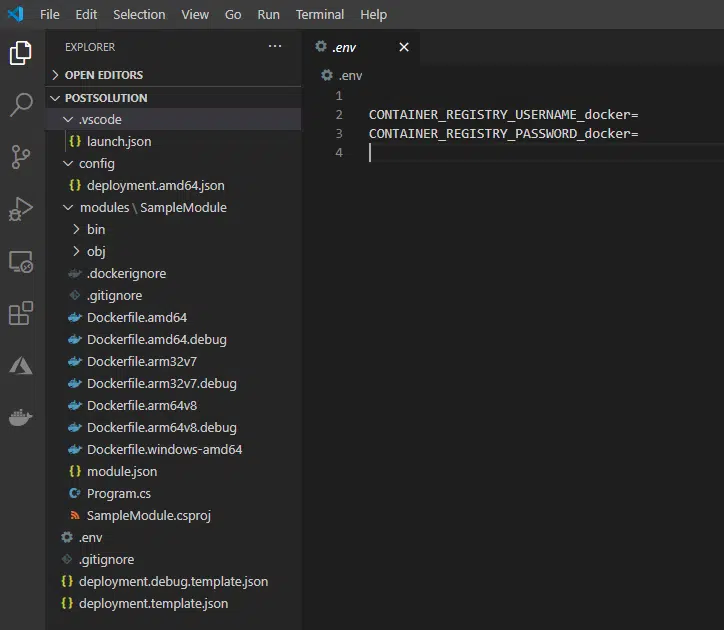 File Edit Selection View Go Run Terminal Help
EXPLORER ...
OPEN EDITORS
POSTSOLUTION
.vscode
launch.json
config
deployment.amd64.json
modules \ SampleModule
bin
obj
.dockerignore
.gitignore
Dockerfile.amd64
Dockerfile.amd64.debug
Dockerfile.arm32v7
Dockerfile.arm32v7.debug
Dockerfile.arm64v8
Dockerfile.arm64v8.debug
Dockerfile.windows-amd64
{} module.json
C# Program.cs
SampleModule.csproj
.env
.gitignore
{} deployment.debug.template.json
{} deployment.template.json
.env
.env
1
2 CONTAINER_REGISTRY_USERNAME_docker=
3 CONTAINER_REGISTRY_PASSWORD_docker=
4